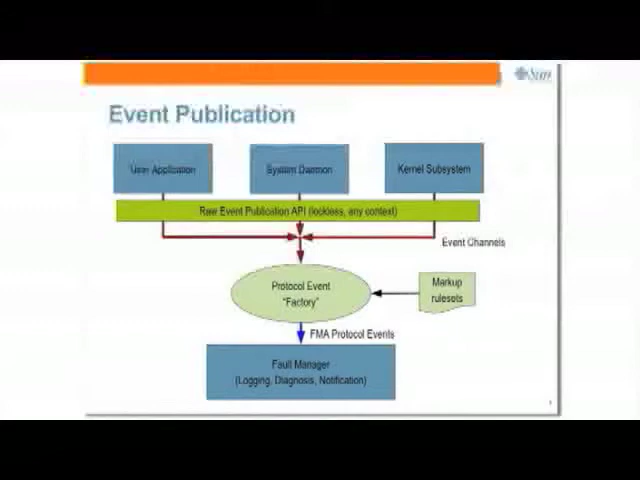 Sun
Event Publication
User Application
System Daemon
Kernel Subsystem
Raw Event Publication API (lockless, any context)
Event Channels
Protocol Event
"Factory"
Markup
rulesets
FMA Protocol Events
Fault Manager
(Logging, Diagnosis, Notification)